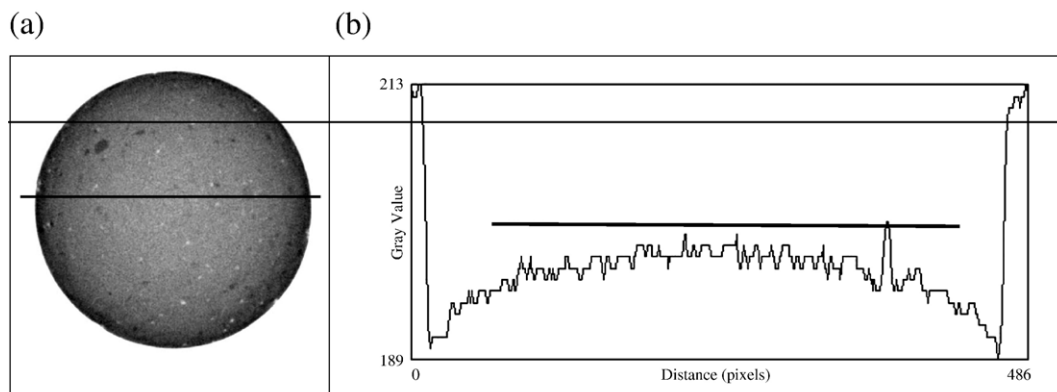 (a)
(b)
213
Gray Value
189
0
Distance (pixels)
486